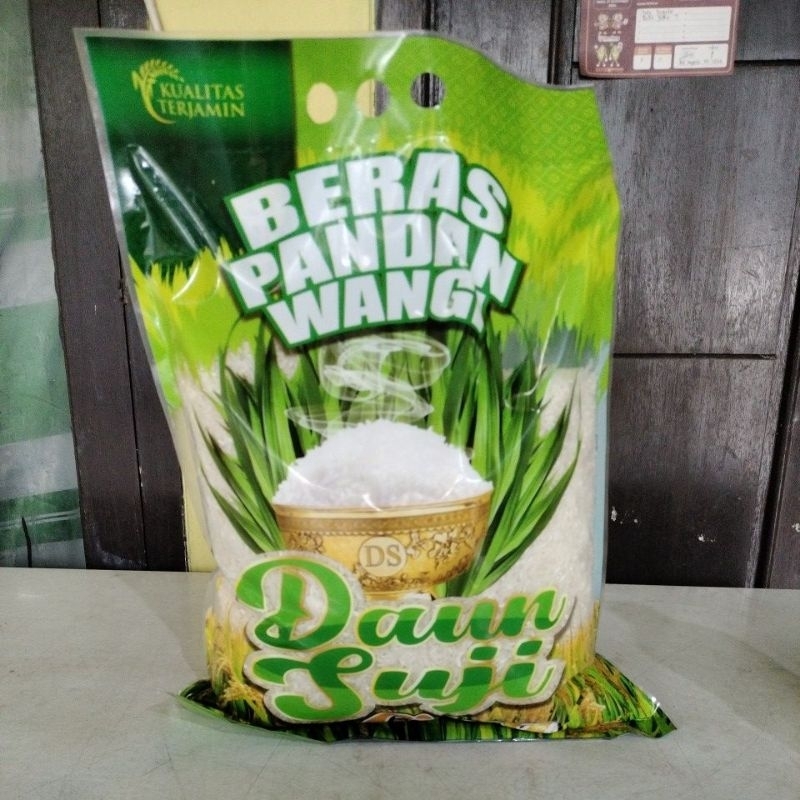 KUALITAS
TERJAMIN
BERAS
PANDAN
WANGI
DS
Daun
Suji